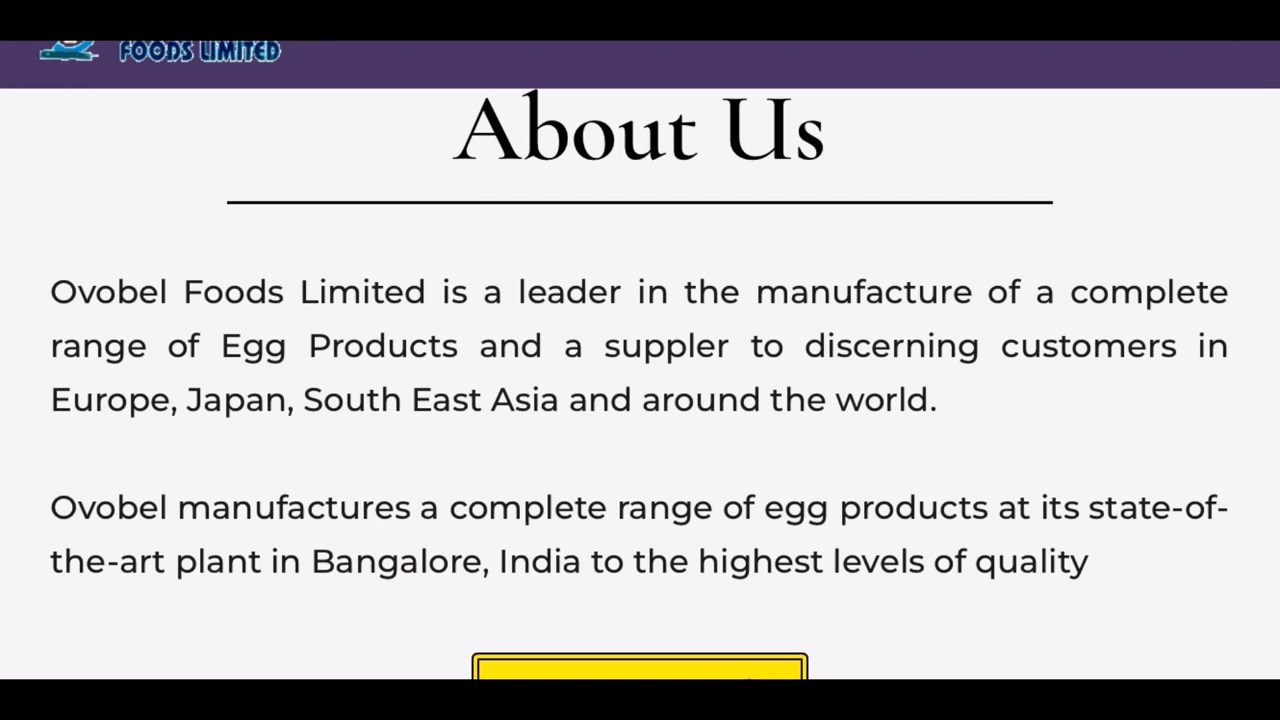 FOODS LIMITED
About Us
Ovobel Foods Limited is a leader in the manufacture of a complete
range of Egg Products and a suppler to discerning customers in
Europe, Japan, South East Asia and around the world.
Ovobel manufactures a complete range of egg products at its state-of-
the-art plant in Bangalore, India to the highest levels of quality